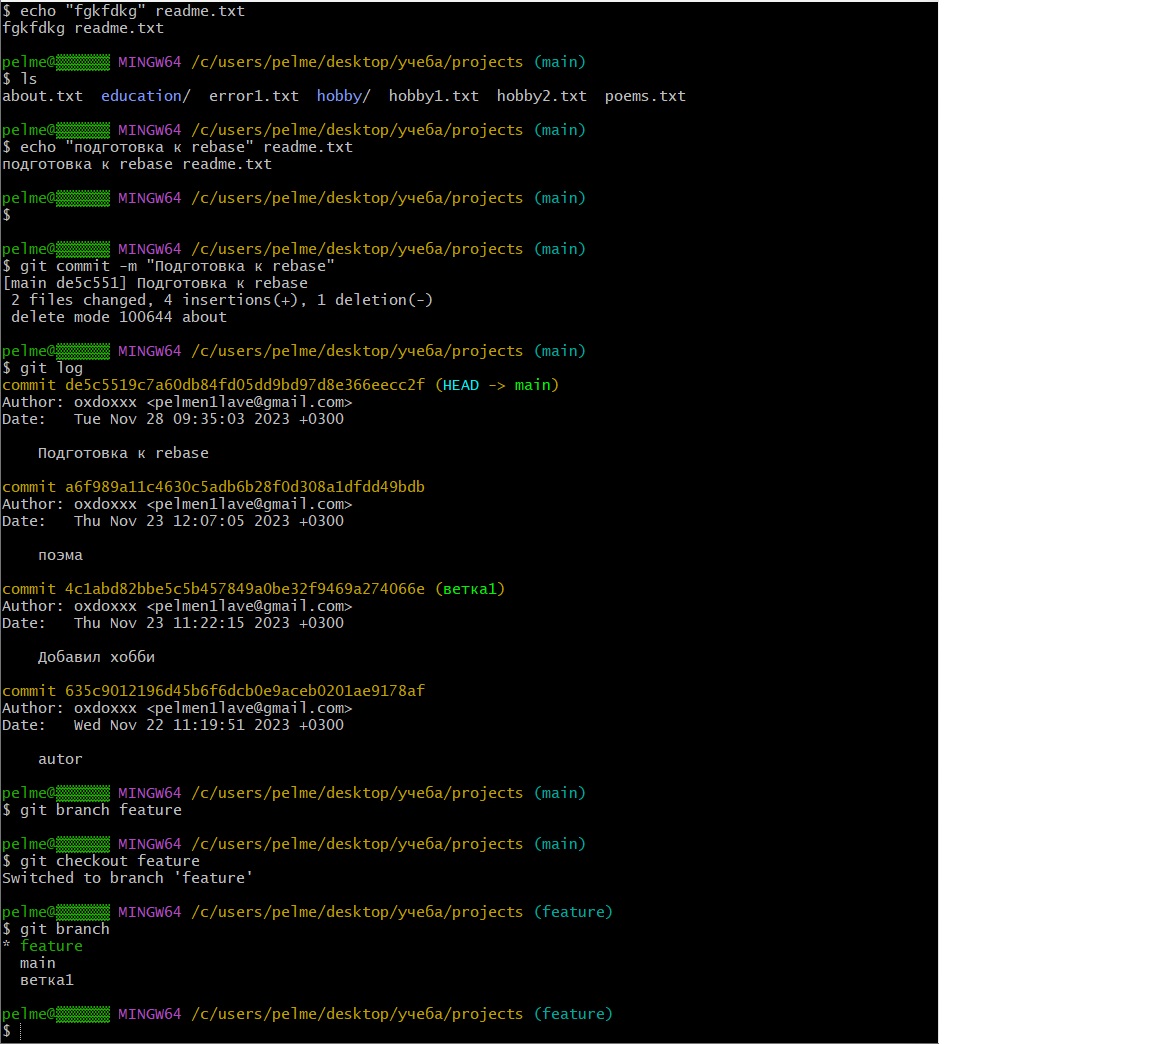 $ echo "fgkfdkg" readme.txt
fgkfdkg readme.txt
pelme@▒▒▒▒▒▒ MINGW64 /c/users/pelme/desktop/учеба/projects (main)
$ ls
about.txt  education/  error1.txt  hobby/  hobby1.txt  hobby2.txt  poems.txt
pelme@▒▒▒▒▒▒ MINGW64 /c/users/pelme/desktop/учеба/projects (main)
$ echo "подготовка к rebase" readme.txt
подготовка к rebase readme.txt
pelme@▒▒▒▒▒▒ MINGW64 /c/users/pelme/desktop/учеба/projects (main)
$
pelme@▒▒▒▒▒▒ MINGW64 /c/users/pelme/desktop/учеба/projects (main)
$ git commit -m "Подготовка к rebase"
[main de5c551] Подготовка к rebase
 2 files changed, 4 insertions(+), 1 deletion(-)
 delete mode 100644 about
pelme@▒▒▒▒▒▒ MINGW64 /c/users/pelme/desktop/учеба/projects (main)
$ git log
commit de5c5519c7a60db84fd05dd9bd97d8e366eecc2f (HEAD -> main)
Author: oxdoxxx <pelmen1lave@gmail.com>
Date:   Tue Nov 28 09:35:03 2023 +0300
    Подготовка к rebase
commit a6f989a11c4630c5adb6b28f0d308a1dfdd49bdb
Author: oxdoxxx <pelmen1lave@gmail.com>
Date:   Thu Nov 23 12:07:05 2023 +0300
    поэма
commit 4c1abd82bbe5c5b457849a0be32f9469a274066e (ветка1)
Author: oxdoxxx <pelmen1lave@gmail.com>
Date:   Thu Nov 23 11:22:15 2023 +0300
    Добавил хобби
commit 635c9012196d45b6f6dcb0e9aceb0201ae9178af
Author: oxdoxxx <pelmen1lave@gmail.com>
Date:   Wed Nov 22 11:19:51 2023 +0300
    autor
pelme@▒▒▒▒▒▒ MINGW64 /c/users/pelme/desktop/учеба/projects (main)
$ git branch feature
pelme@▒▒▒▒▒▒ MINGW64 /c/users/pelme/desktop/учеба/projects (main)
$ git checkout feature
Switched to branch 'feature'
pelme@▒▒▒▒▒▒ MINGW64 /c/users/pelme/desktop/учеба/projects (feature)
$ git branch
* feature
  main
  ветка1
pelme@▒▒▒▒▒▒ MINGW64 /c/users/pelme/desktop/учеба/projects (feature)
$